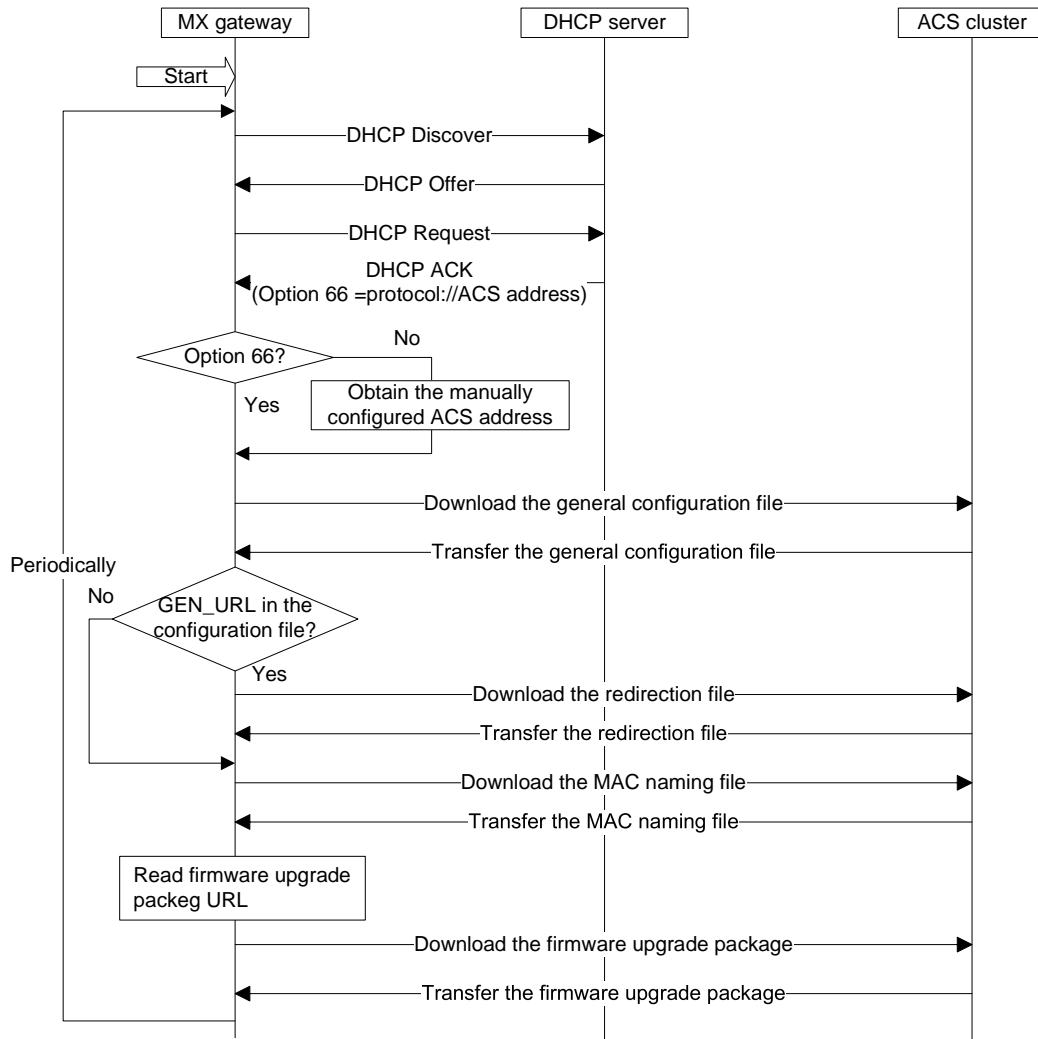 MX gateway
DHCP server
ACS cluster
Start
DHCP Discover
DHCP Offer
DHCP Request
DHCP ACK
(Option 66 =protocol://ACS address)
Option 66?
No
Yes
Obtain the manually
configured ACS address
Download the general configuration file
Transfer the general configuration file
Periodically
No
GEN_URL in the
configuration file?
Yes
Download the redirection file
Transfer the redirection file
Download the MAC naming file
Transfer the MAC naming file
Read firmware upgrade
packeg URL
Download the firmware upgrade package
Transfer the firmware upgrade package